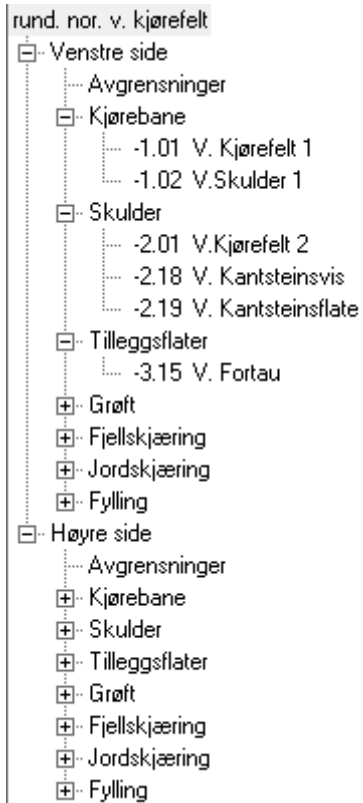 rund. nor. v. kjørefelt
Venstre side
Avgrensninger
Kjørebane
-1.01 V. Kjørefelt 1
-1.02 V.Skulder 1
Skulder
-2.01 V.Kjørefelt 2
-2.18 V. Kantsteinsvis
-2.19 V. Kantsteinsflate
Tilleggsflater
-3.15 V. Fortau
Grøft
Fjellskjæring
Jordskjæring
Fylling
Høyre side
Avgrensninger
Kjørebane
Skulder
Tilleggsflater
Grøft
Fjellskjæring
Jordskjæring
Fylling